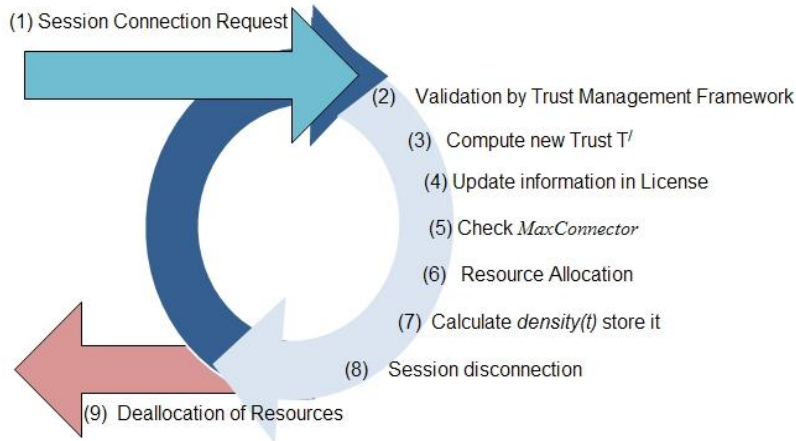 (1) Session Connection Request
(2) Validation by Trust Management Framework
(3) Compute new Trust T/
(4) Update information in License
(5) Check MaxConnector
(6) Resource Allocation
(7) Calculate density(t) store it
(8) Session disconnection
(9) Deallocation of Resources